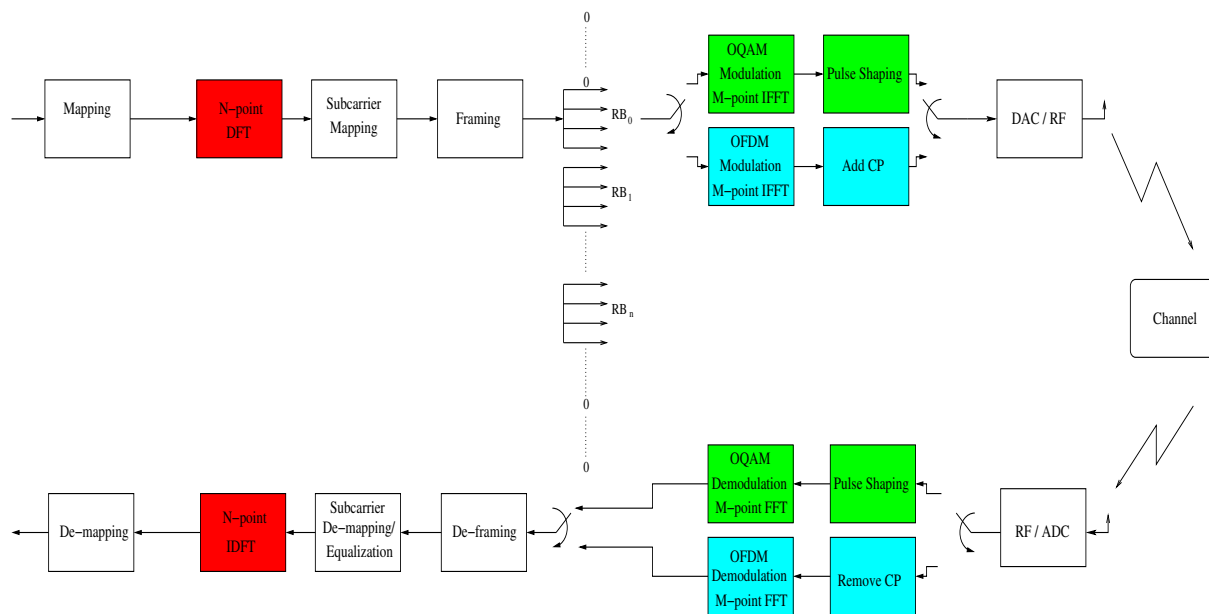 0
0
Mapping
N-point
DFT
Subcarrier
Mapping
Framing
RB0
RB1
RBn
0
0
OQAM
Modulation
M-point IFFT
Pulse Shaping
OFDM
Modulation
M-point IFFT
Add CP
DAC / RF
Channel
De-mapping
N-point
IDFT
Subcarrier
De-mapping/
Equalization
De-framing
OQAM
Demodulation
M-point FFT
Pulse Shaping
OFDM
Demodulation
M-point FFT
Remove CP
RF / ADC